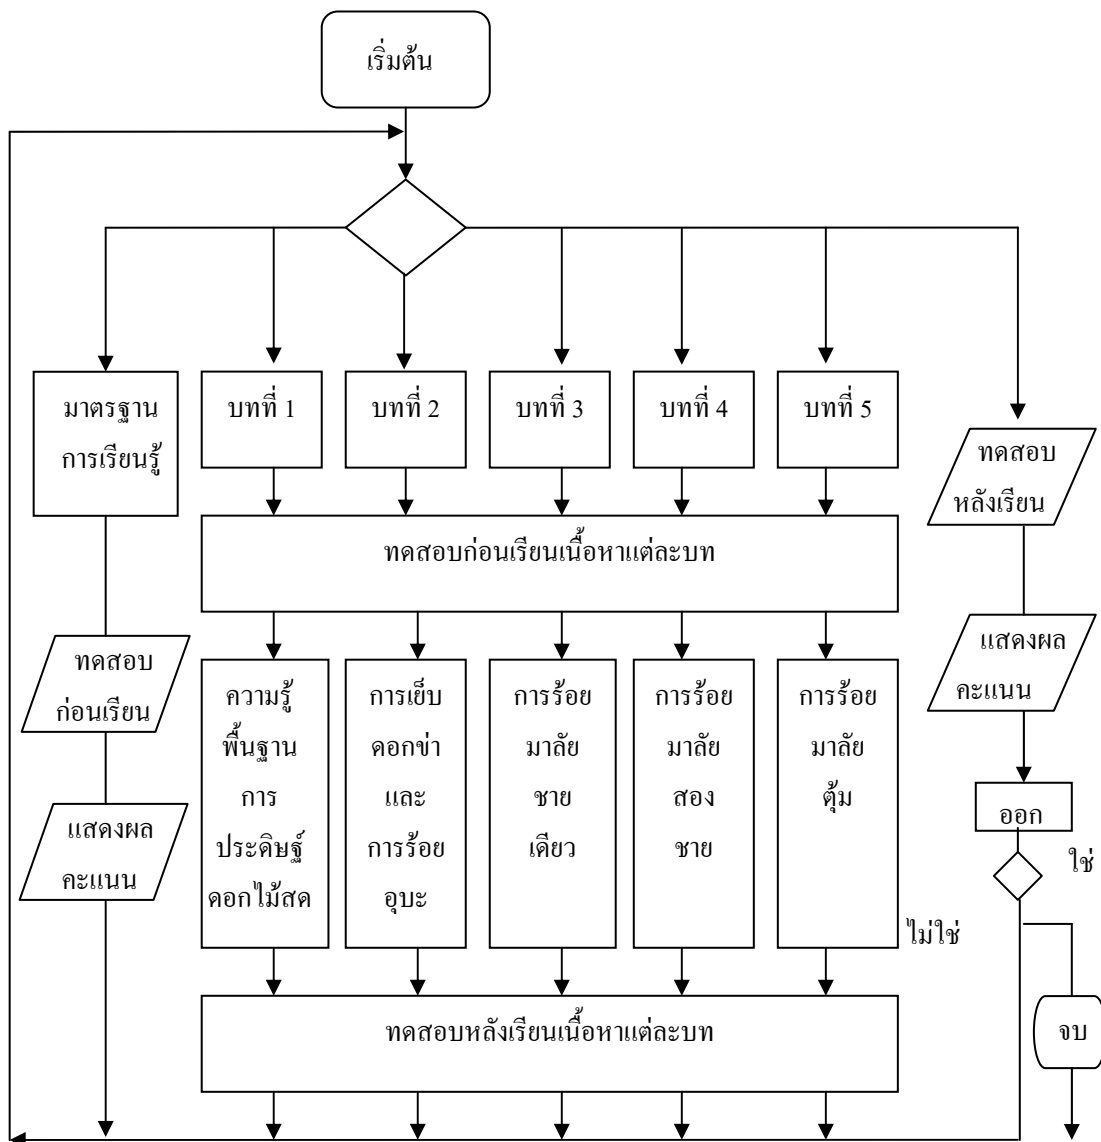 เริ่มต้น
มาตรฐาน
การเรียนรู้
บทที่ 1
บทที่ 2
บทที่ 3
บทที่ 4
บทที่ 5
ทดสอบ
หลังเรียน
ทดสอบก่อนเรียนเนื้อหาแต่ละบท
ทดสอบ
ก่อนเรียน
ความรู้
พื้นฐาน
การ
ประดิษฐ์
ดอกไม้สด
การเย็บ
ดอกข่า
และ
การร้อย
อุบะ
การร้อย
มาลัย
ชาย
เดียว
การร้อย
มาลัย
สอง
ชาย
การร้อย
มาลัย
ตุ้ม
แสดงผล
คะแนน
แสดงผล
คะแนน
ออก
ใช่
ไม่ใช่
ทดสอบหลังเรียนเนื้อหาแต่ละบท
จบ